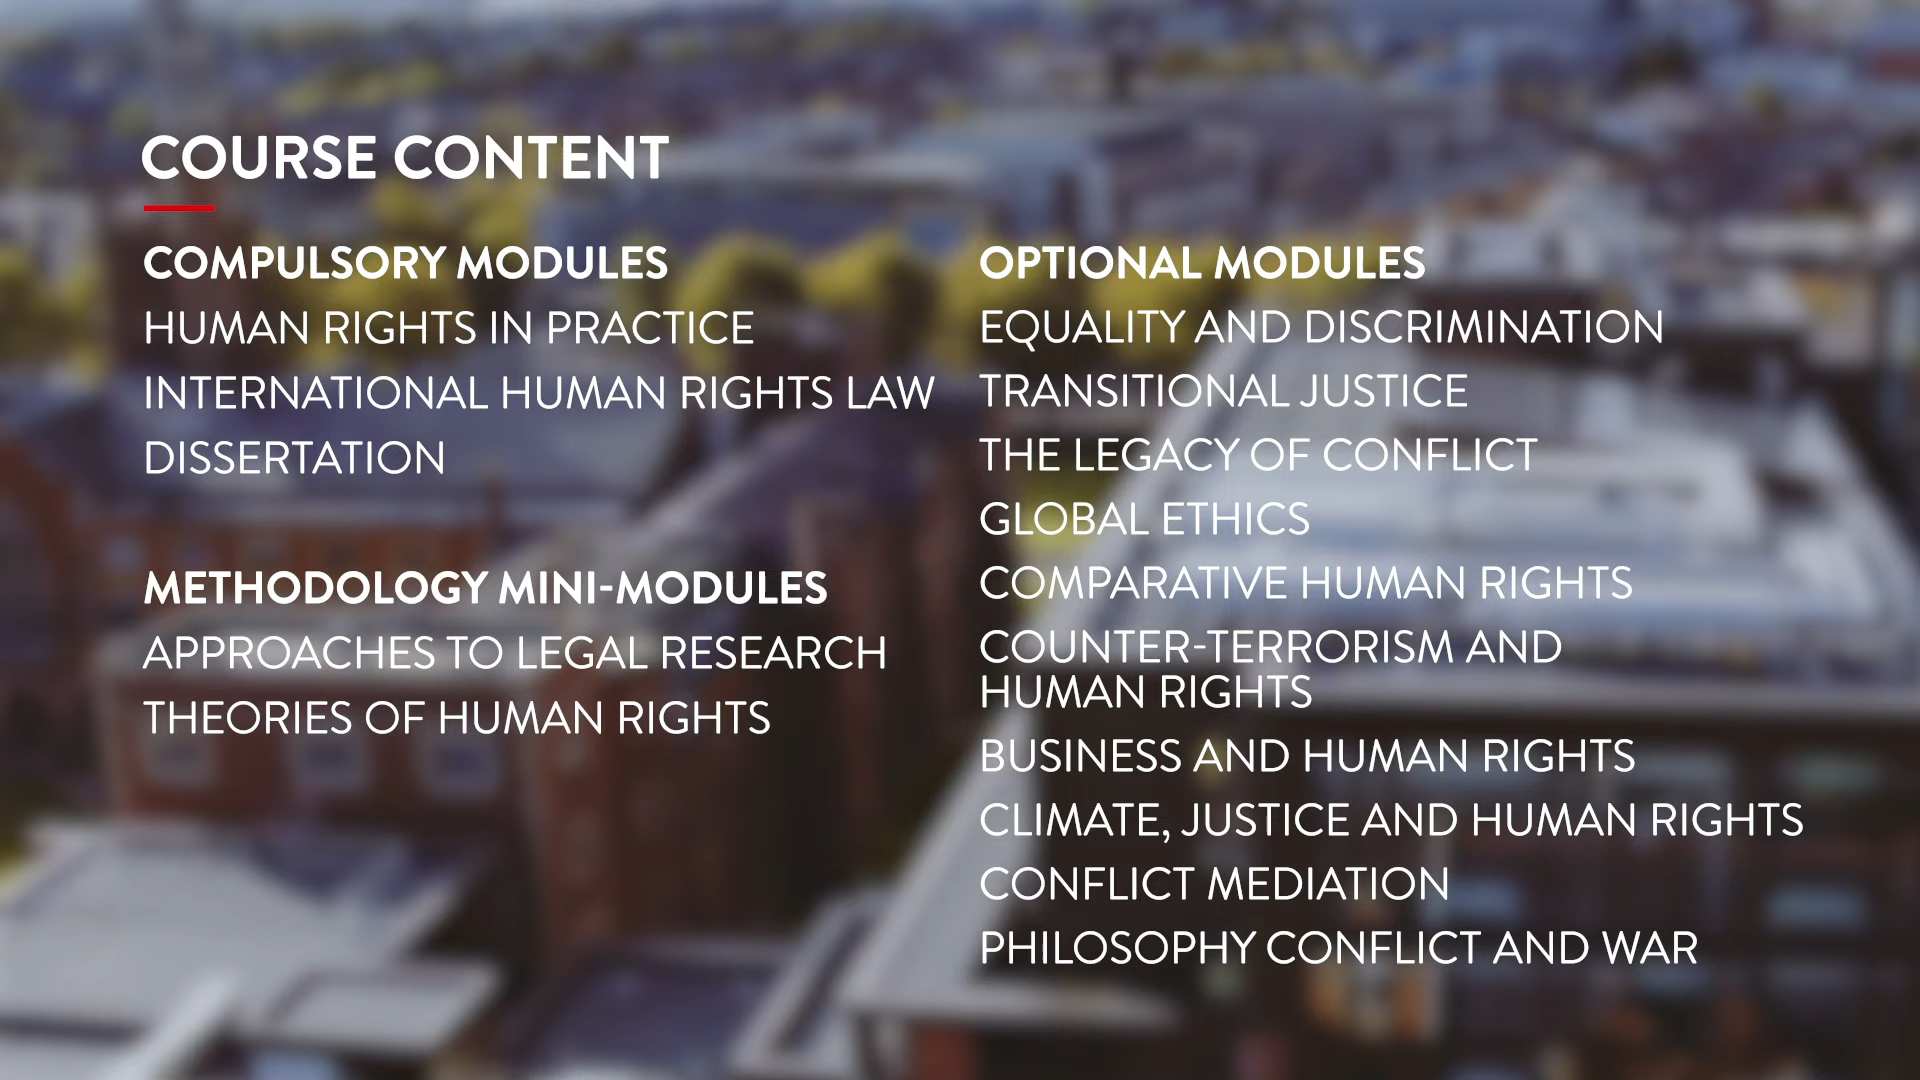 COURSE CONTENT
COMPULSORY MODULES
HUMAN RIGHTS IN PRACTICE
INTERNATIONAL HUMAN RIGHTS LAW
DISSERTATION
METHODOLOGY MINI-MODULES
APPROACHES TO LEGAL RESEARCH
THEORIES OF HUMAN RIGHTS
OPTIONAL MODULES
EQUALITY AND DISCRIMINATION
TRANSITIONAL JUSTICE
THE LEGACY OF CONFLICT
GLOBAL ETHICS
COMPARATIVE HUMAN RIGHTS
COUNTER-TERRORISM AND
HUMAN RIGHTS
BUSINESS AND HUMAN RIGHTS
CLIMATE, JUSTICE AND HUMAN RIGHTS
CONFLICT MEDIATION
PHILOSOPHY CONFLICT AND WAR